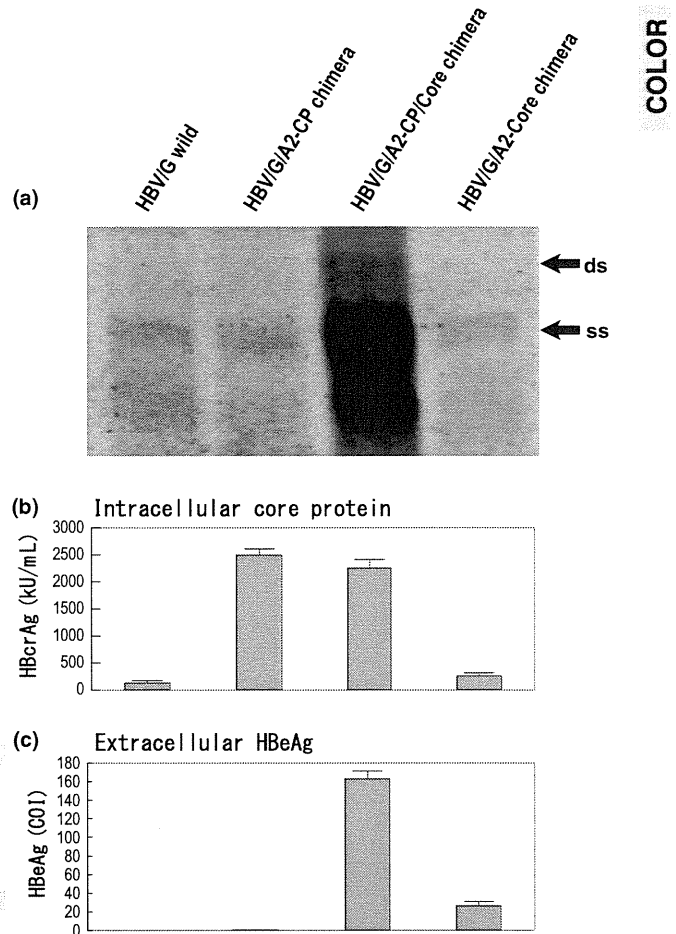 COLOR
HBV/G wild
HBV/G/A2-CP chimera
HBV/G/A2-CP/Core chimera
HBV/G/A2-Core chimera
(a)
ds
ss
(b) Intracellular core protein
HBcrAg (kU/mL)
3000
2500
2000
1500
1000
500
0
(c) Extracellular HBeAg
HBeAg (COI)
180
160
140
120
100
80
60
40
20
0